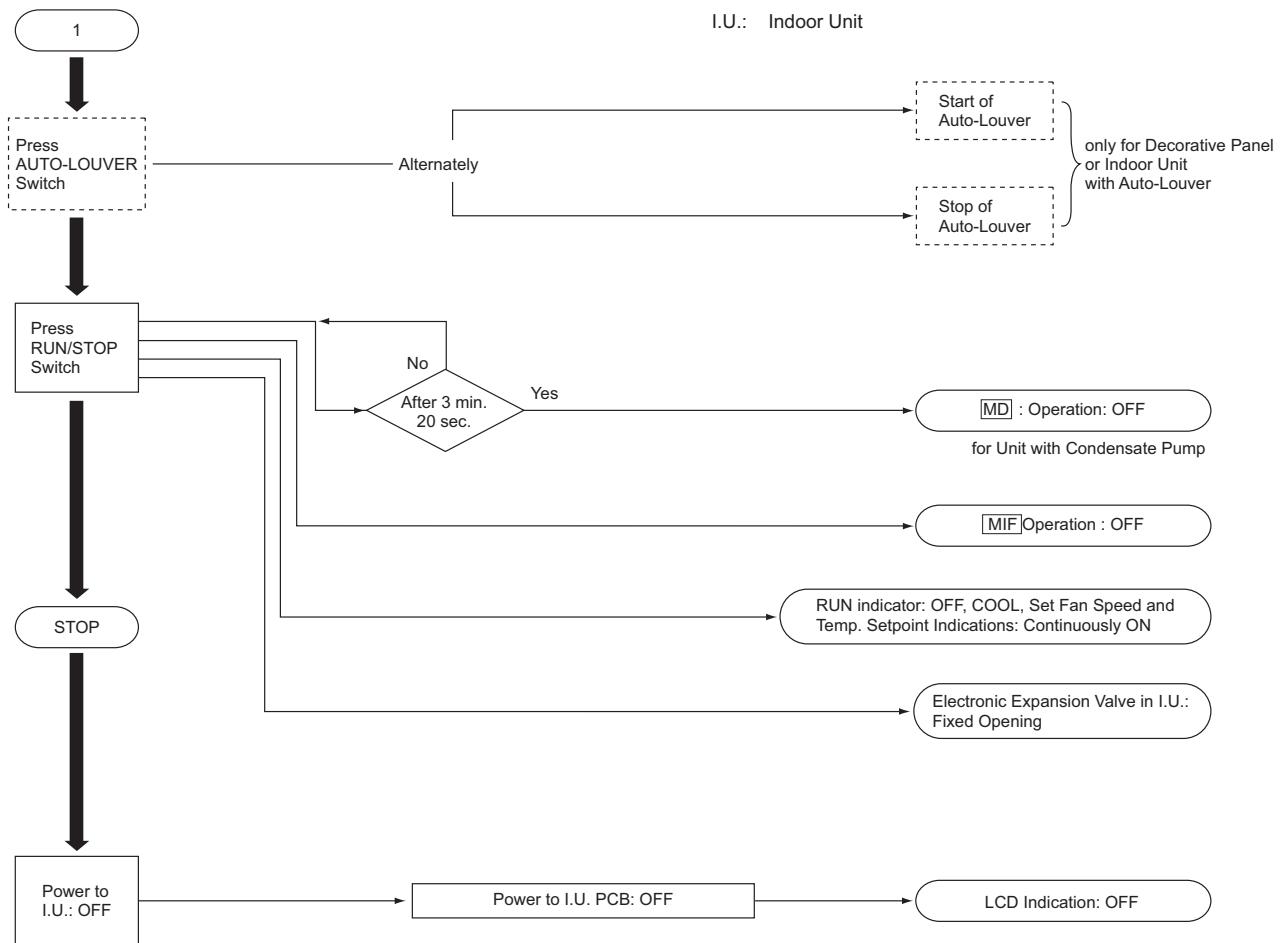 I.U.: Indoor Unit
1
Press
AUTO-LOUVER
Switch
Alternately
Start of
Auto-Louver
Stop of
Auto-Louver
only for Decorative Panel
or Indoor Unit
with Auto-Louver
Press
RUN/STOP
Switch
No
After 3 min.
20 sec.
Yes
MD : Operation: OFF
for Unit with Condensate Pump
MIF Operation : OFF
RUN indicator: OFF, COOL, Set Fan Speed and
Temp. Setpoint Indications: Continuously ON
STOP
Electronic Expansion Valve in I.U.:
Fixed Opening
Power to
I.U.: OFF
Power to I.U. PCB: OFF
LCD Indication: OFF